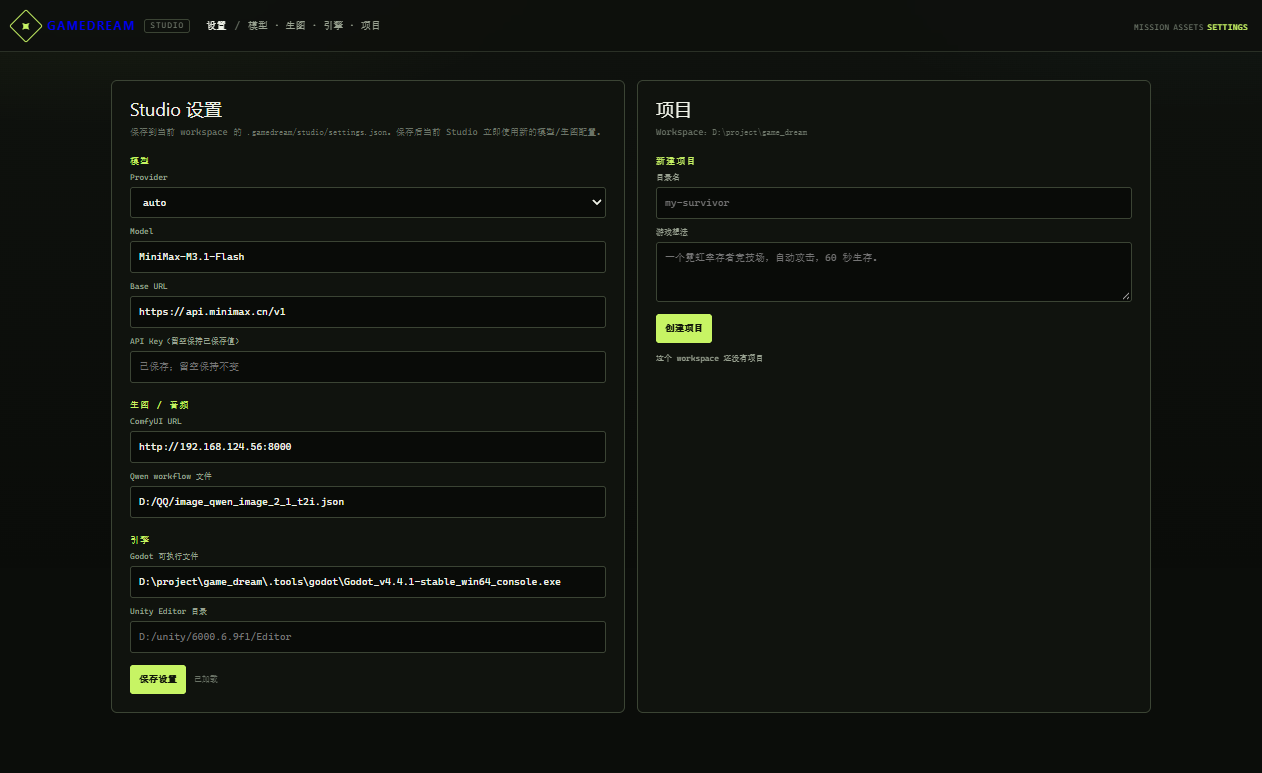 GAMEDREAM STUDIO 设置 / 模型 · 生图 · 引擎 · 项目
MISSION ASSETS SETTINGS
Studio 设置
保存到当前 workspace 的 .gamedream/studio/settings.json。保存后当前 Studio 立即使用新的模型/生图配置。
模型
Provider
auto
Model
MiniMax-M3.1-Flash
Base URL
https://api.minimax.cn/v1
API Key（留空保持已保存值）
已保存；留空保持不变
生图 / 音频
ComfyUI URL
http://192.168.124.56:8000
Qwen workflow 文件
D:/QQ/image_qwen_image_2_1_t2i.json
引擎
Godot 可执行文件
D:\project\game_dream\.tools\godot\Godot_v4.4.1-stable_win64_console.exe
Unity Editor 目录
D:/unity/6000.6.9f1/Editor
保存设置 已加载
项目
Workspace: D:\project\game_dream
新建项目
目录名
my-survivor
游戏想法
一个霓虹幸存者竞技场，自动攻击，60 秒生存。
创建项目
这个 workspace 还没有项目